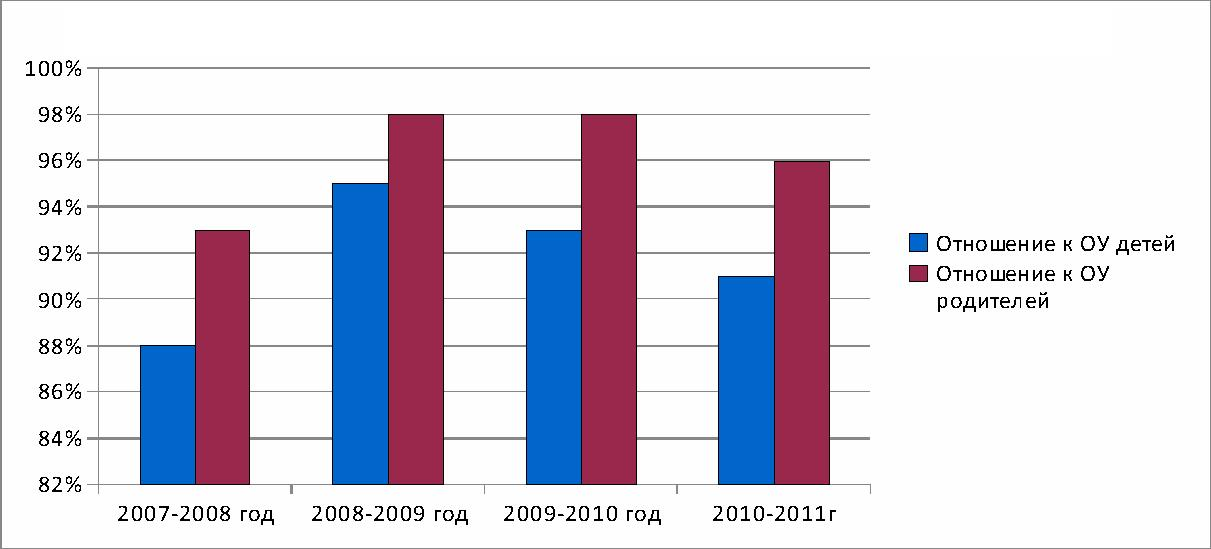 100%
98%
96%
94%
92%
90%
88%
86%
84%
82%
2007-2008 год
2008-2009 год
2009-2010 год
2010-2011г
Отношение к ОУ детей
Отношение к ОУ
родителей